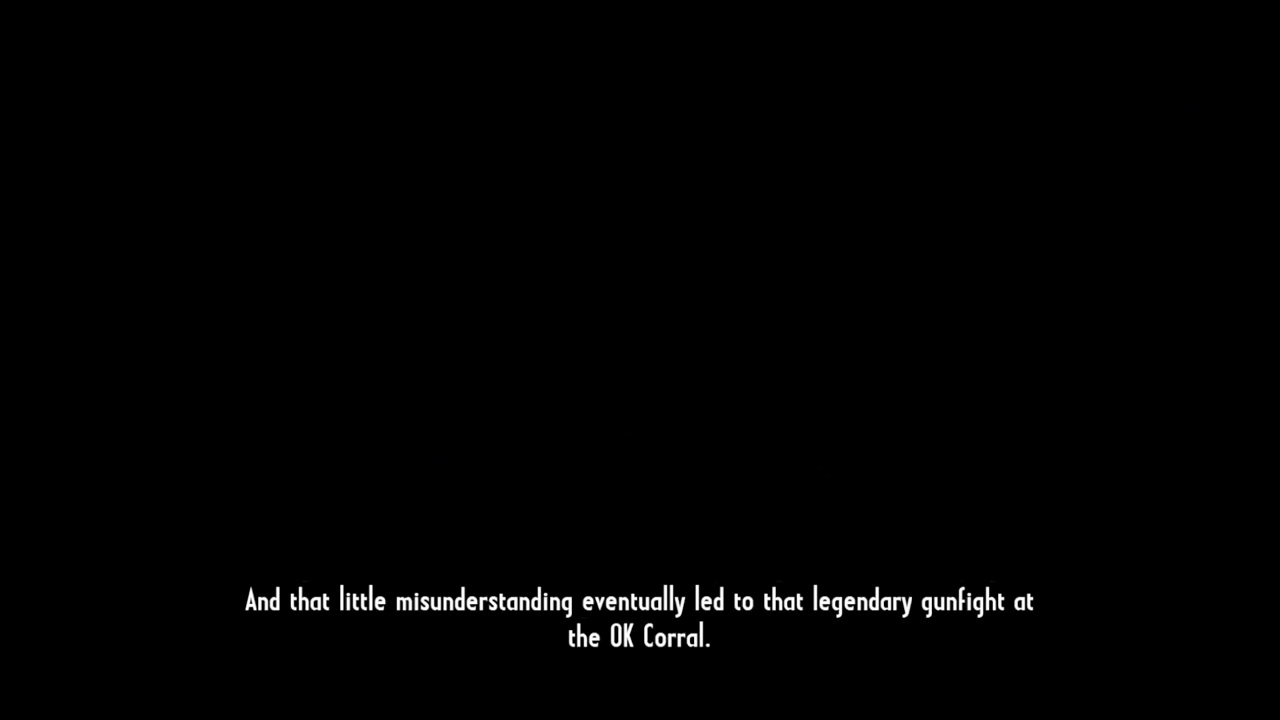 And that little misunderstanding eventually led to that legendary gunfight at
the OK Corral.